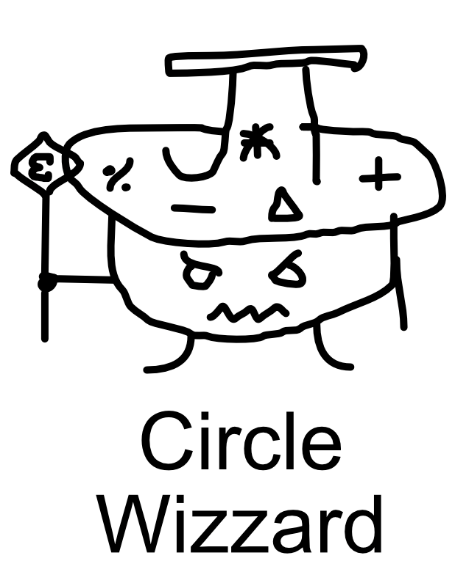 ε % * +
− Δ
Circle
Wizzard